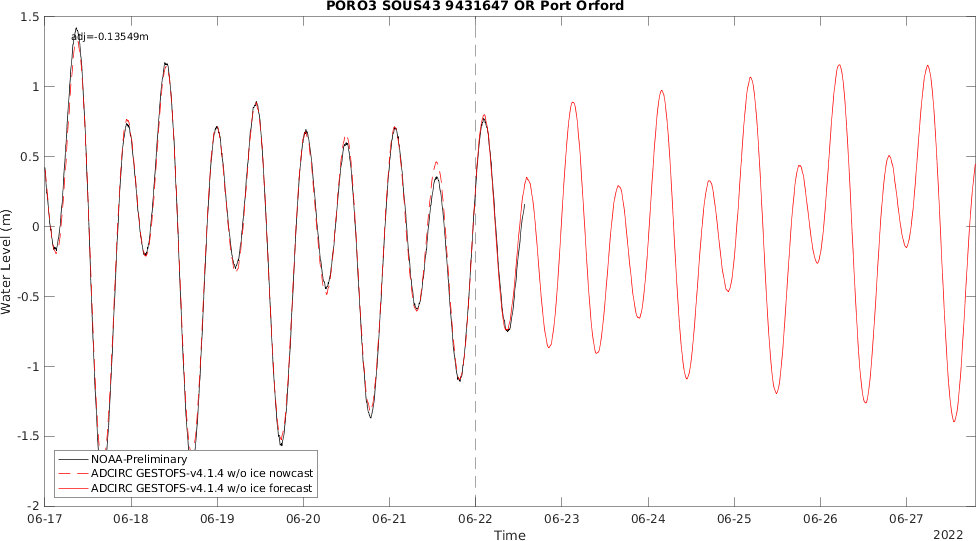 PORO3 SOUS43 9431647 OR Port Orford
adj=-0.13549m
Water Level (m)
1.5
1
0.5
0
-0.5
-1
-1.5
-2
NOAA-Preliminary
ADCIRC GESTOFS-v4.1.4 w/o ice nowcast
ADCIRC GESTOFS-v4.1.4 w/o ice forecast
06-17 06-18 06-19 06-20 06-21 06-22 06-23 06-24 06-25 06-26 06-27
Time
2022